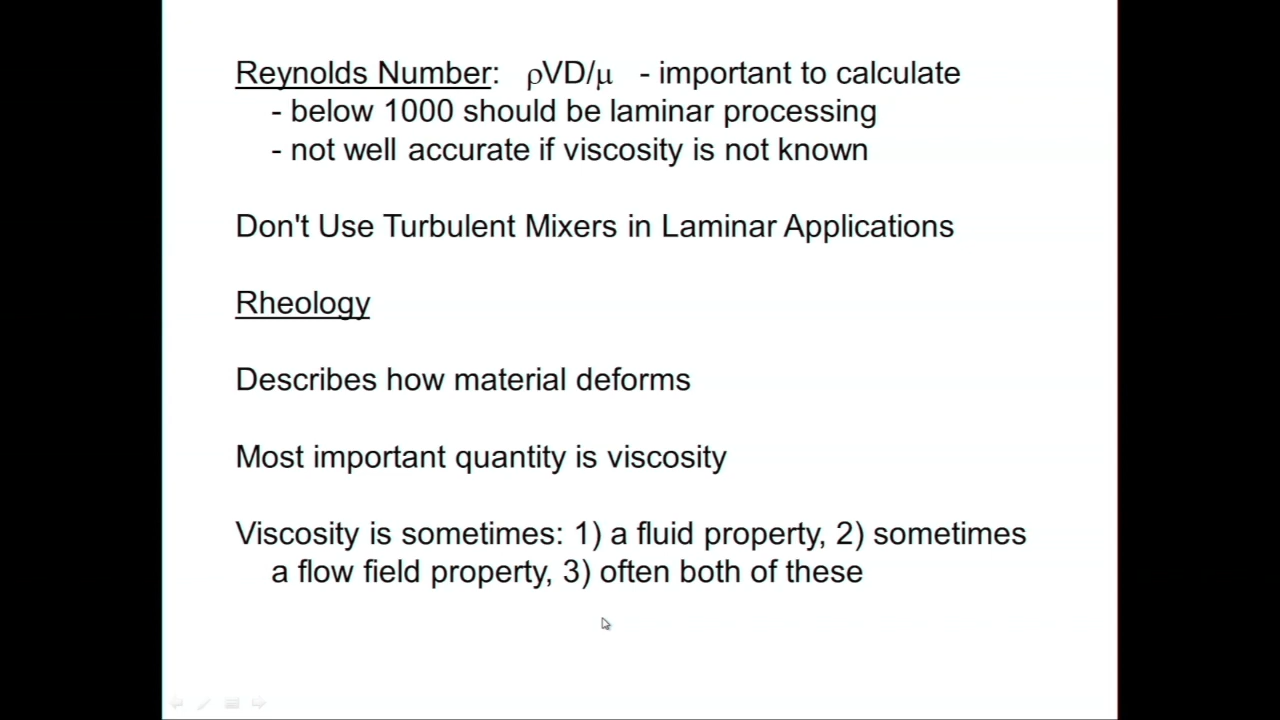 Reynolds Number: ρVD/μ - important to calculate
- below 1000 should be laminar processing
- not well accurate if viscosity is not known
Don't Use Turbulent Mixers in Laminar Applications
Rheology
Describes how material deforms
Most important quantity is viscosity
Viscosity is sometimes: 1) a fluid property, 2) sometimes
a flow field property, 3) often both of these